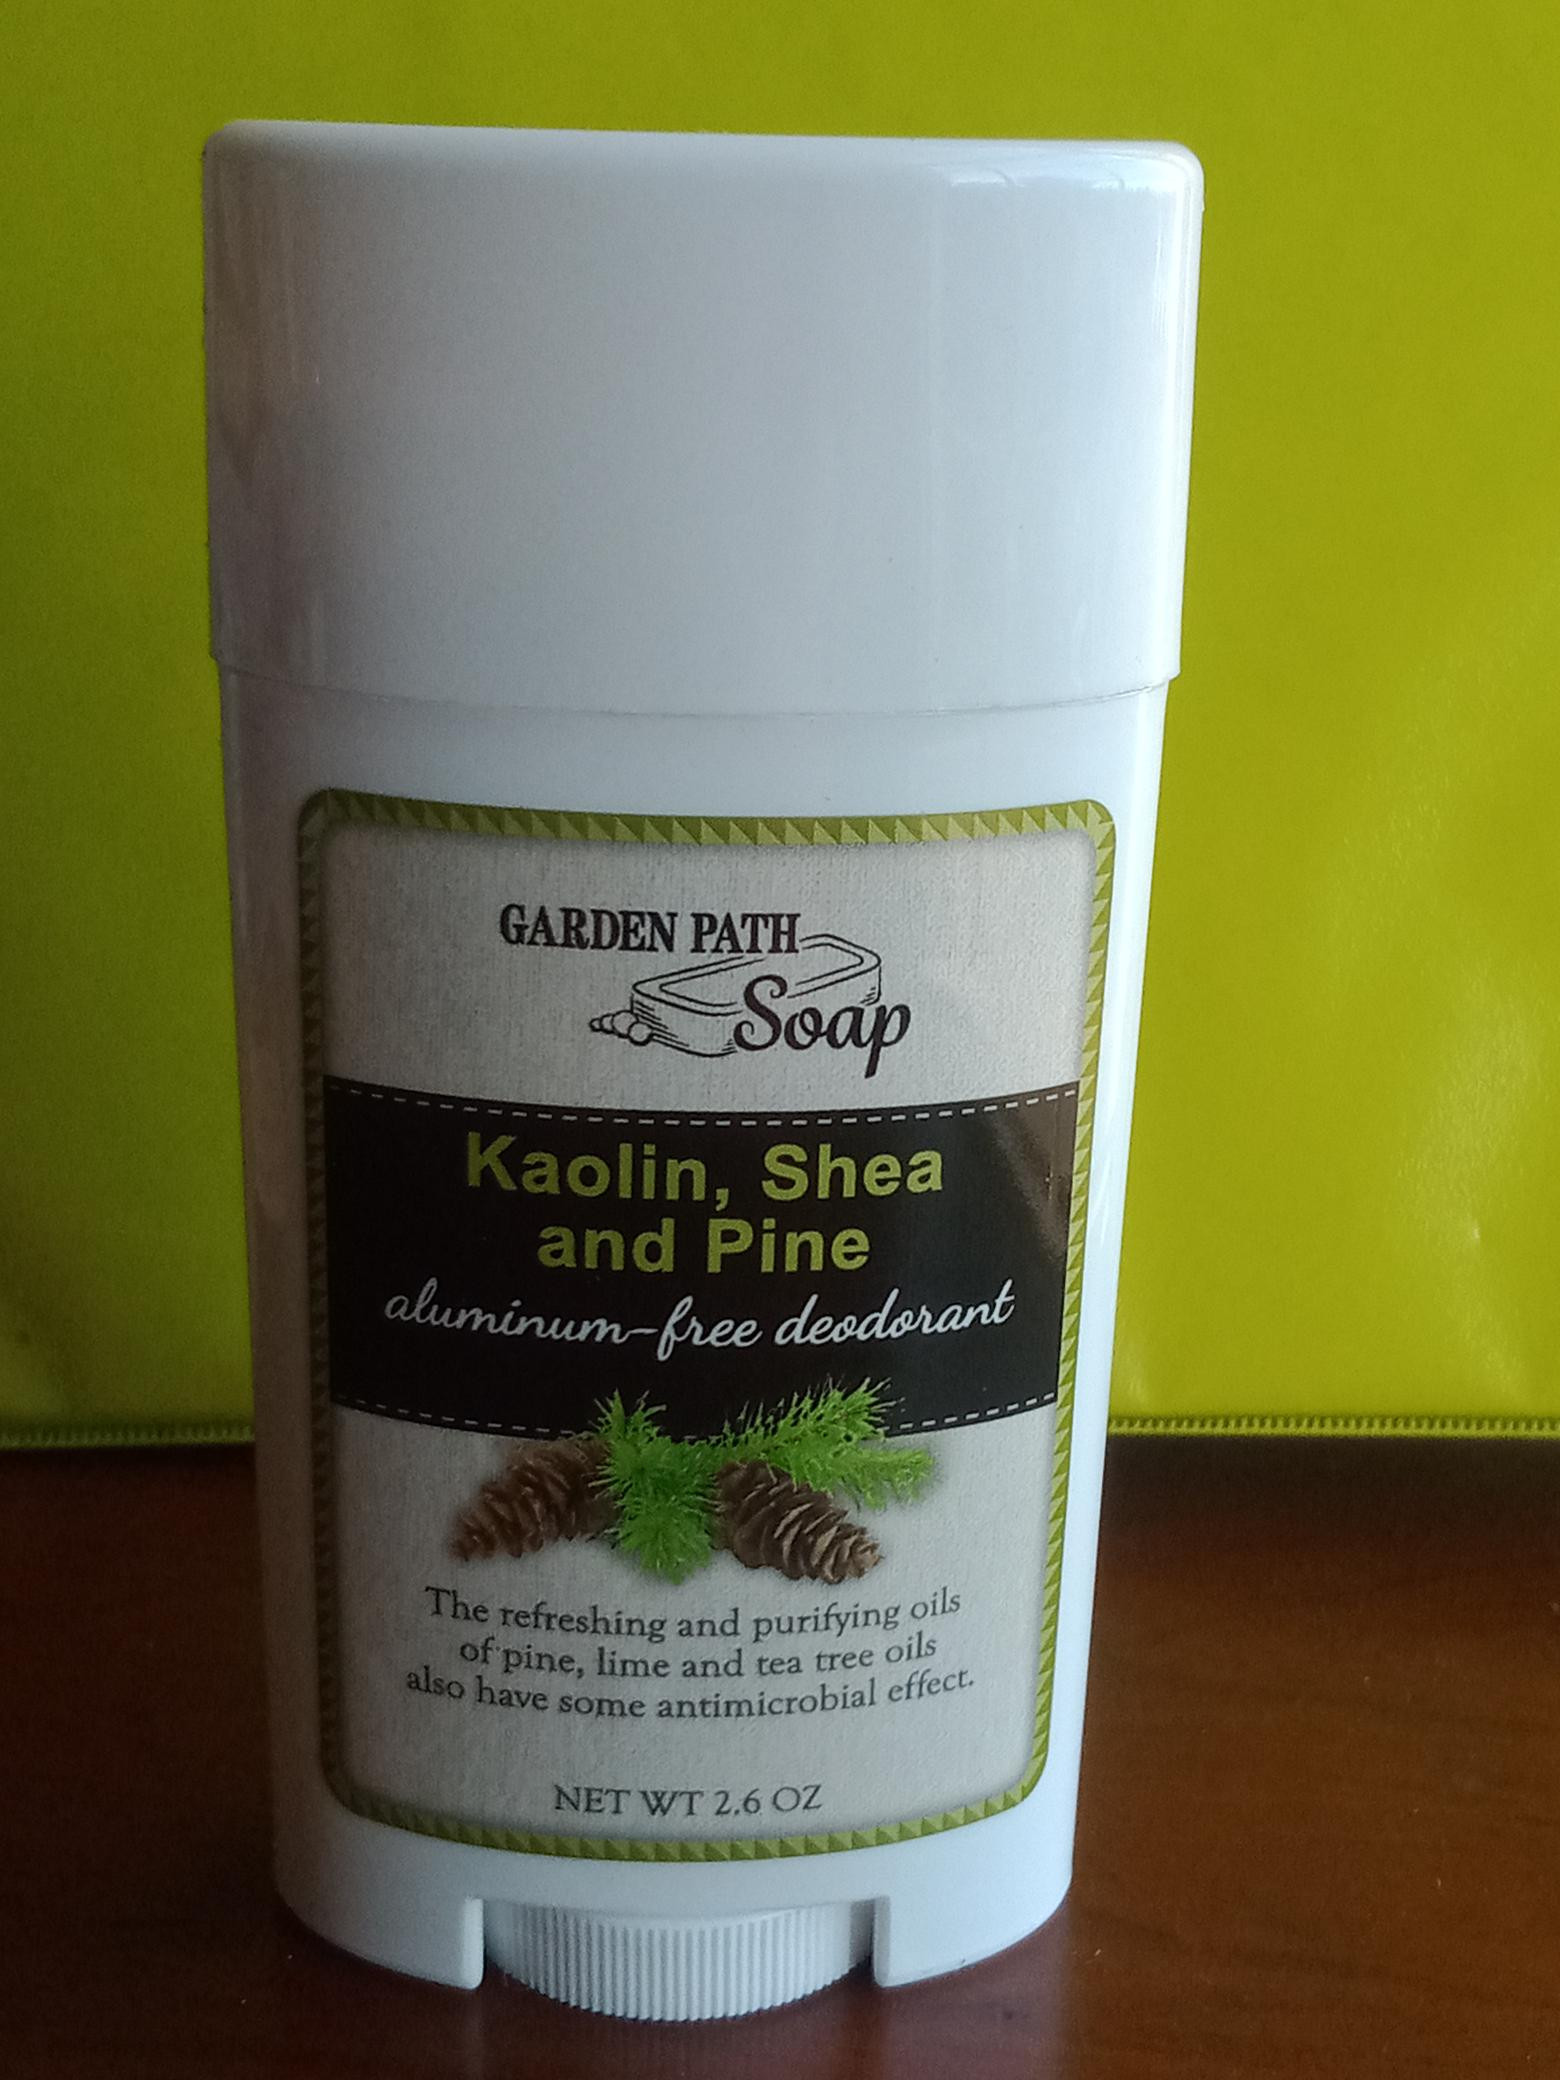 GARDEN PATH
Soap
Kaolin, Shea
and Pine
aluminum-free deodorant
The refreshing and purifying oils
of pine, lime and tea tree oils
also have some antimicrobial effect.
NET WT 2.6 OZ